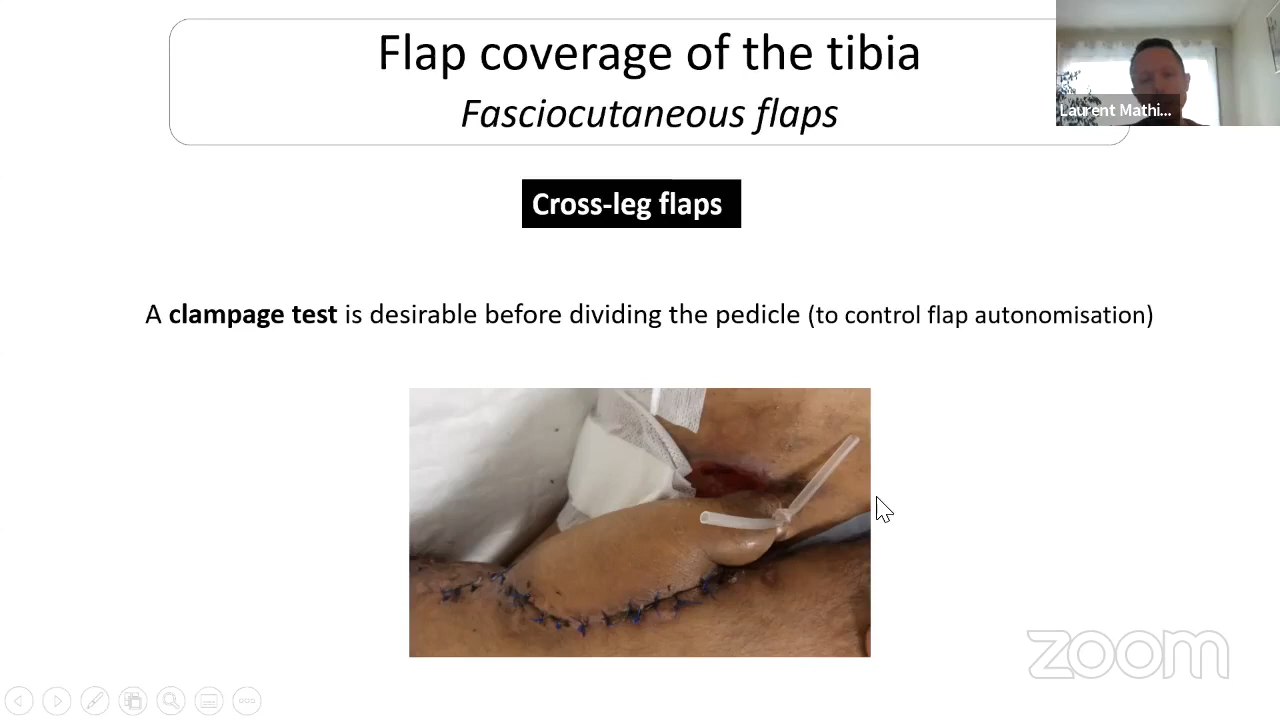 Flap coverage of the tibia
Fasciocutaneous flaps
Laurent Mathi...
Cross-leg flaps
A clampage test is desirable before dividing the pedicle (to control flap autonomisation)
zoom